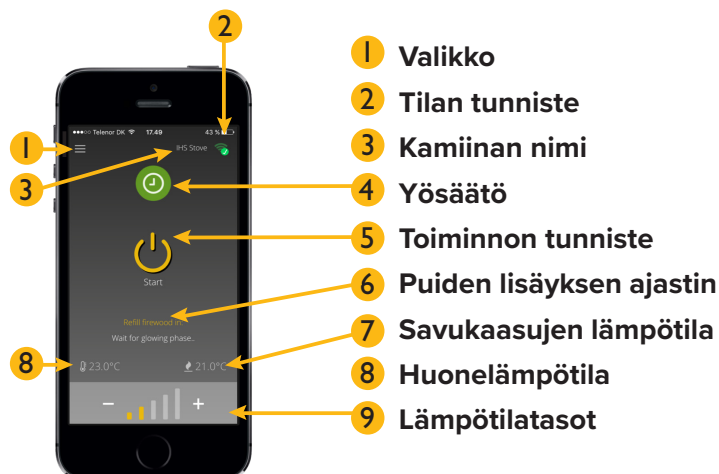 2
1 Valikko
2 Tilan tunniste
3 Kamiinan nimi
4 Yösäätö
5 Toiminnon tunniste
6 Puiden lisäyksen ajastin
7 Savukaasujen lämpötila
8 Huonelämpötila
9 Lämpötilatasot
1
3
8
Telenor DK 17.49 43 %
IHS Stove
Start
Refill firewood in:
Wait for glowing phase..
23.0°C 21.0°C
− +